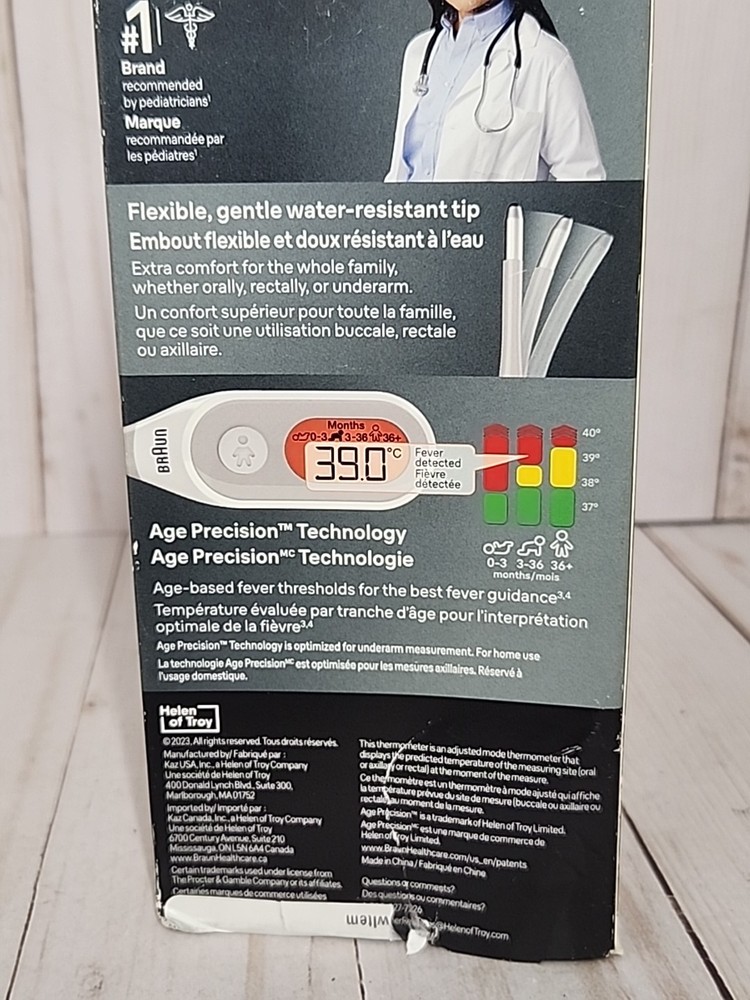 #1
Brand
recommended
by pediatricians¹
Marque
recommandée par
les pédiatres¹
Flexible, gentle water-resistant tip
Embout flexible et doux résistant à l'eau
Extra comfort for the whole family,
whether orally, rectally, or underarm.
Un confort supérieur pour toute la famille,
que ce soit une utilisation buccale, rectale
ou axillaire.
BRAUN
Months
0-3 3-36 36+
39.0°C
Fever
detected
Fièvre
détectée
40°
39°
38°
37°
0-3 3-36 36+
months/mois
Age Precision™ Technology
Age Precision ᴹᶜ Technologie
Age-based fever thresholds for the best fever guidance³,⁴
Température évaluée par tranche d'âge pour l'interprétation
optimale de la fièvre³,⁴
Age Precision™ Technology is optimized for underarm measurement. For home use
La technologie Age Precision ᴹᶜ est optimisée pour les mesures axillaires. Réservé à
l'usage domestique.
Helen
of Troy
©2023, All rights reserved. Tous droits réservés.
Manufactured by/ Fabriqué par :
Kaz USA, Inc., a Helen of Troy Company
Une société de Helen of Troy
400 Donald Lynch Blvd., Suite 300,
Marlborough, MA 01752
Imported by/ Importé par :
Kaz Canada, Inc., a Helen of Troy Company
Une société de Helen of Troy
6700 Century Avenue, Suite 210
Mississauga, ON L5N 6A4 Canada
www.BraunHealthcare.ca
Certain trademarks used under license from
The Procter & Gamble Company or its affiliates.
Certaines marques de commerce utilisées
This thermometer is an adjusted mode thermometer that
displays the predicted temperature of the measuring site (oral
or axillary or rectal) at the moment of the measure.
Ce thermomètre est un thermomètre à mode ajusté qui affiche
la température prévue du site de mesure (buccale ou axillaire ou
rectale) au moment de la mesure.
Age Precision™ is a trademark of Helen of Troy Limited.
Age Precision ᴹᶜ est une marque de commerce de
Helen of Troy Limited.
www.BraunHealthcare.com/us_en/patents
Made in China / Fabriqué en Chine
Questions or comments?
Des questions ou commentaires?
27-7226
@HelenofTroy.com